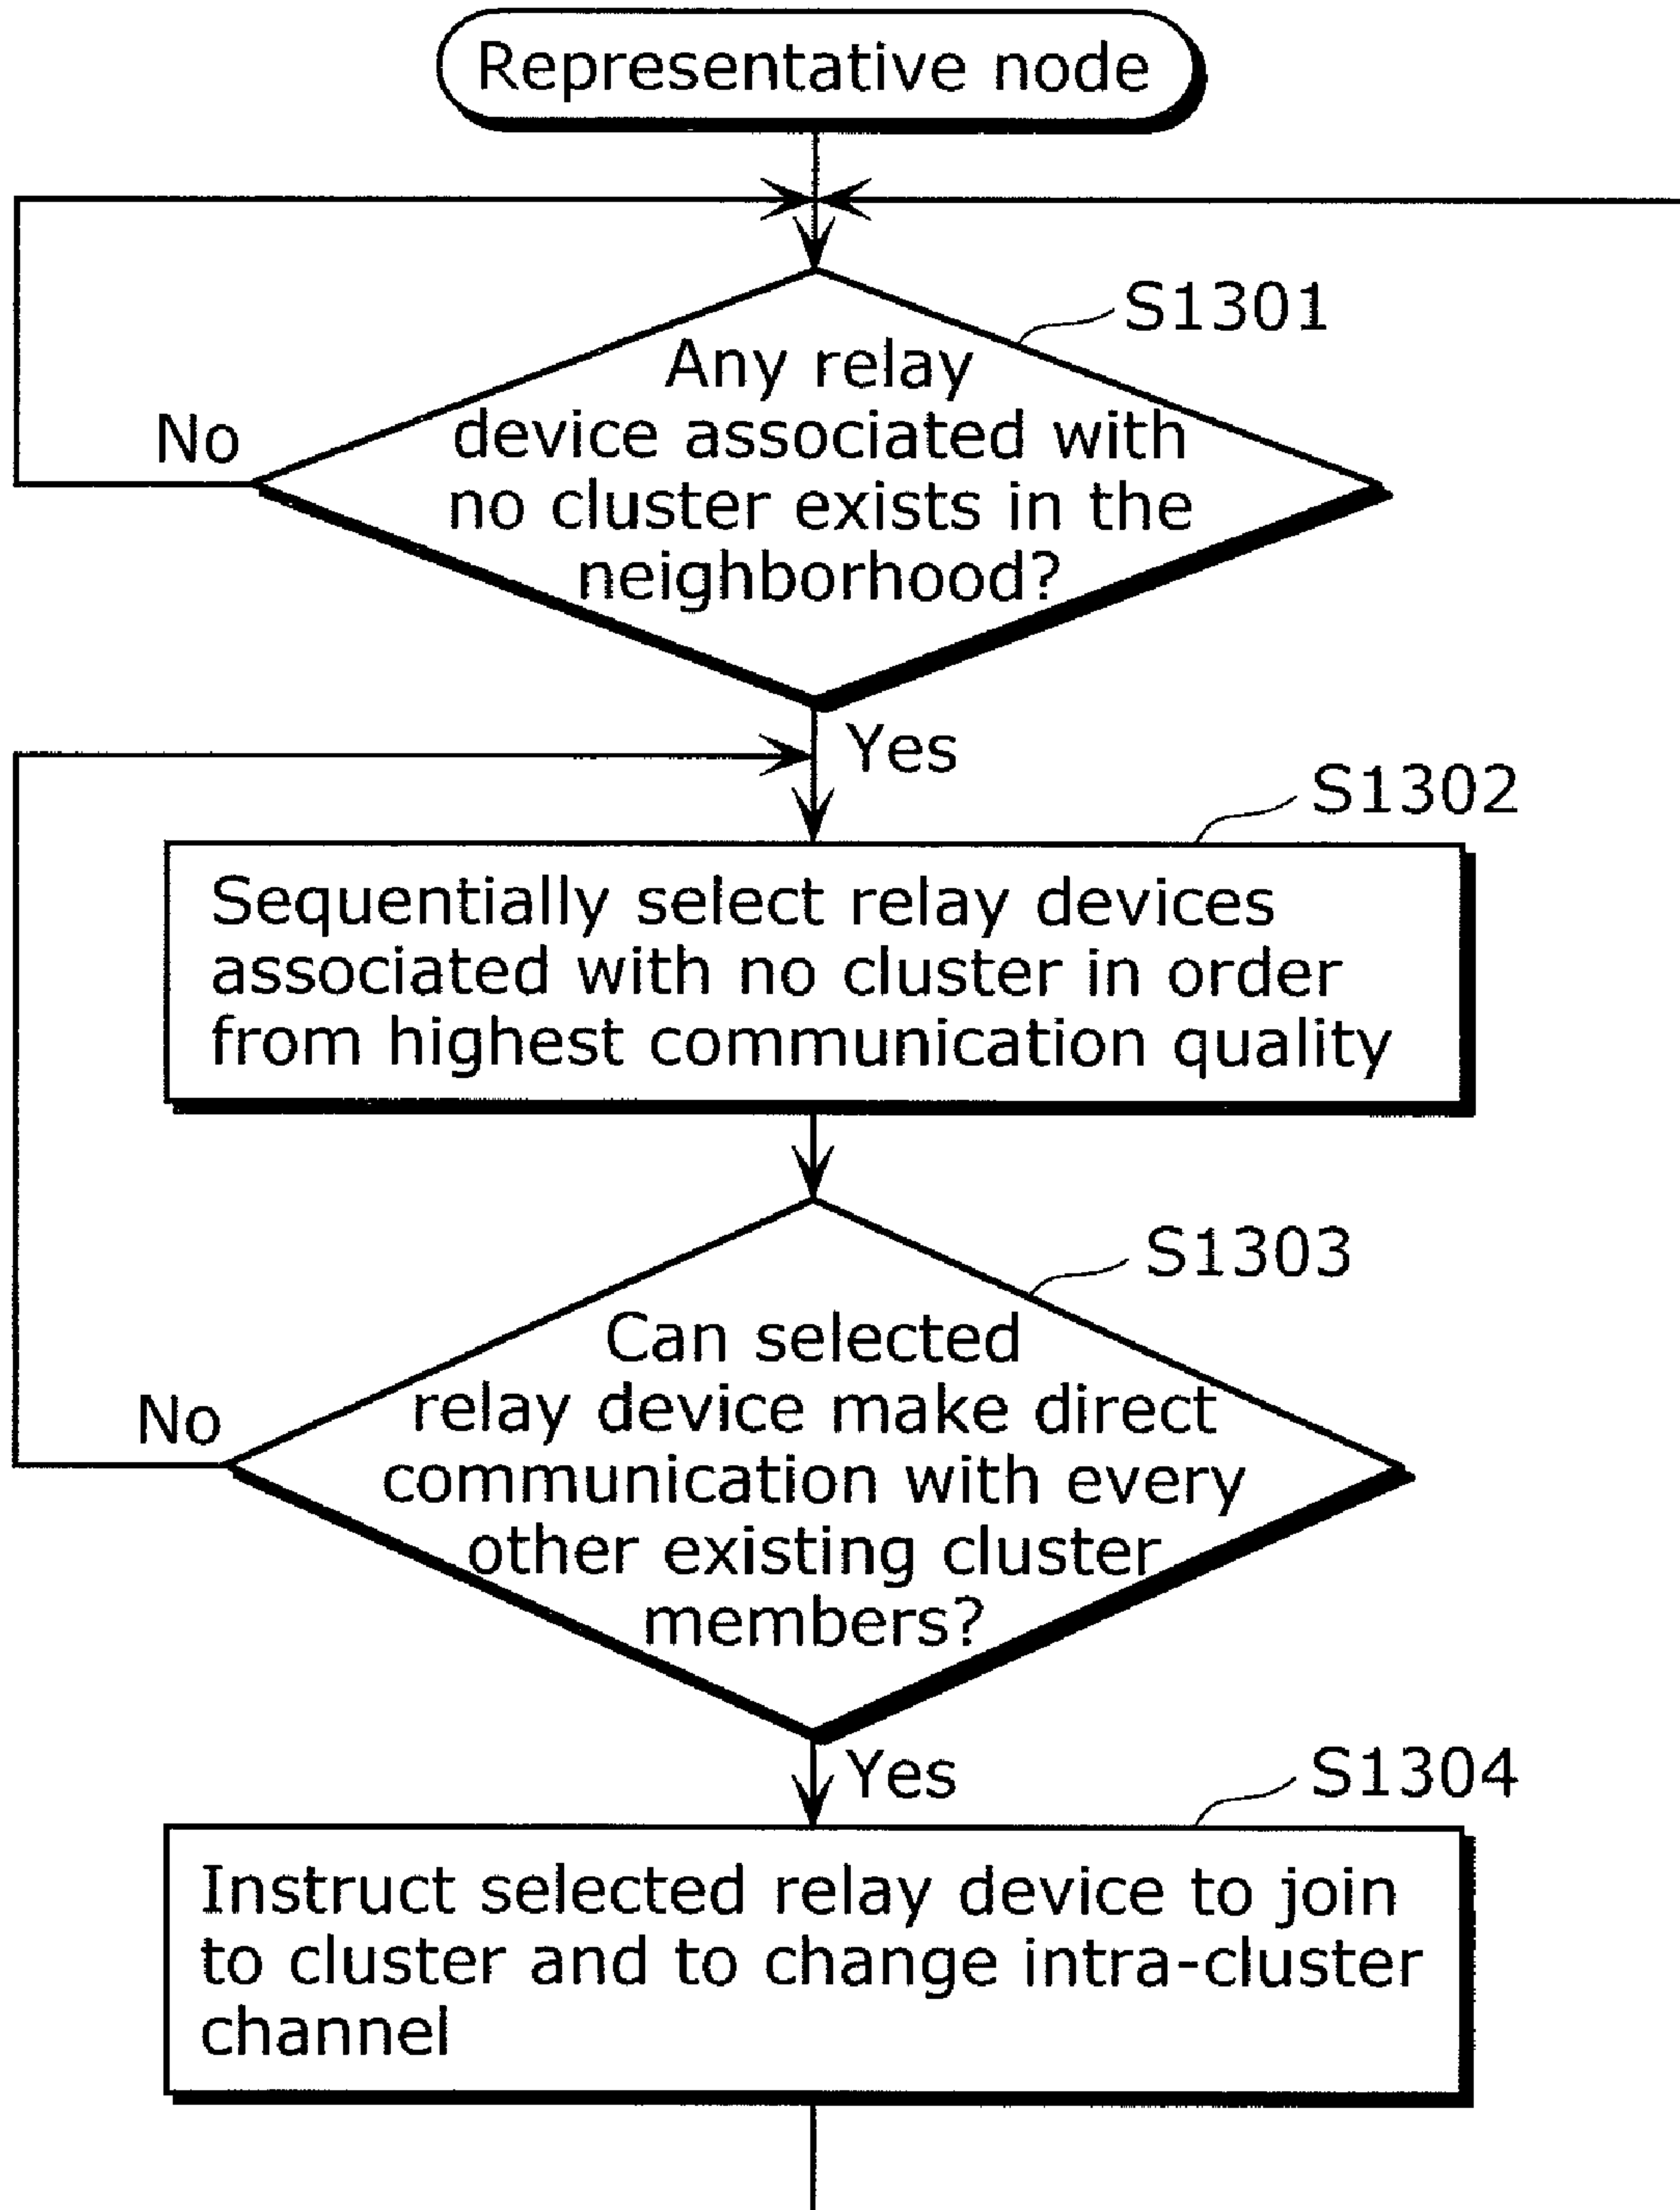 Representative node
S1301
Any relay
device associated with
no cluster exists in the
neighborhood?
No
Yes
S1302
Sequentially select relay devices
associated with no cluster in order
from highest communication quality
S1303
Can selected
relay device make direct
communication with every
other existing cluster
members?
No
Yes
S1304
Instruct selected relay device to join
to cluster and to change intra-cluster
channel